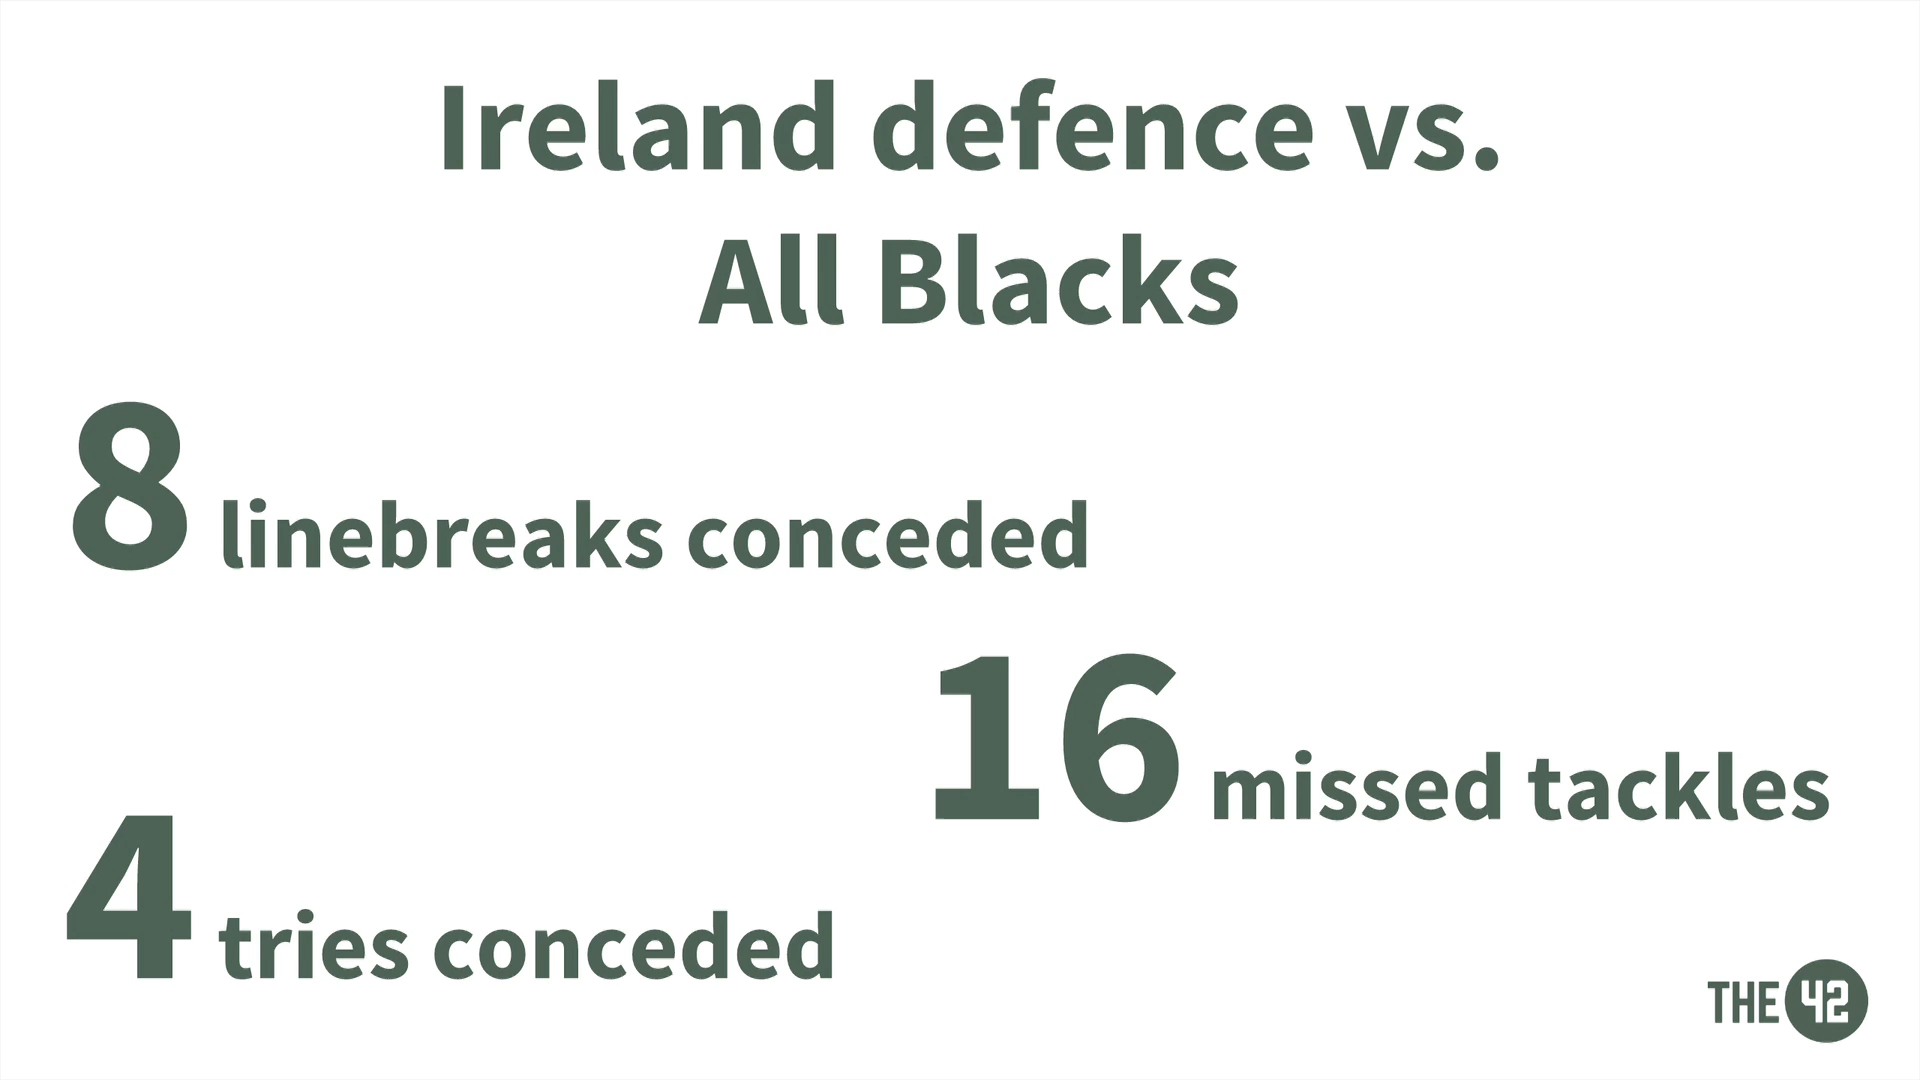 Ireland defence vs.
All Blacks
8 linebreaks conceded
16 missed tackles
4 tries conceded
THE 42